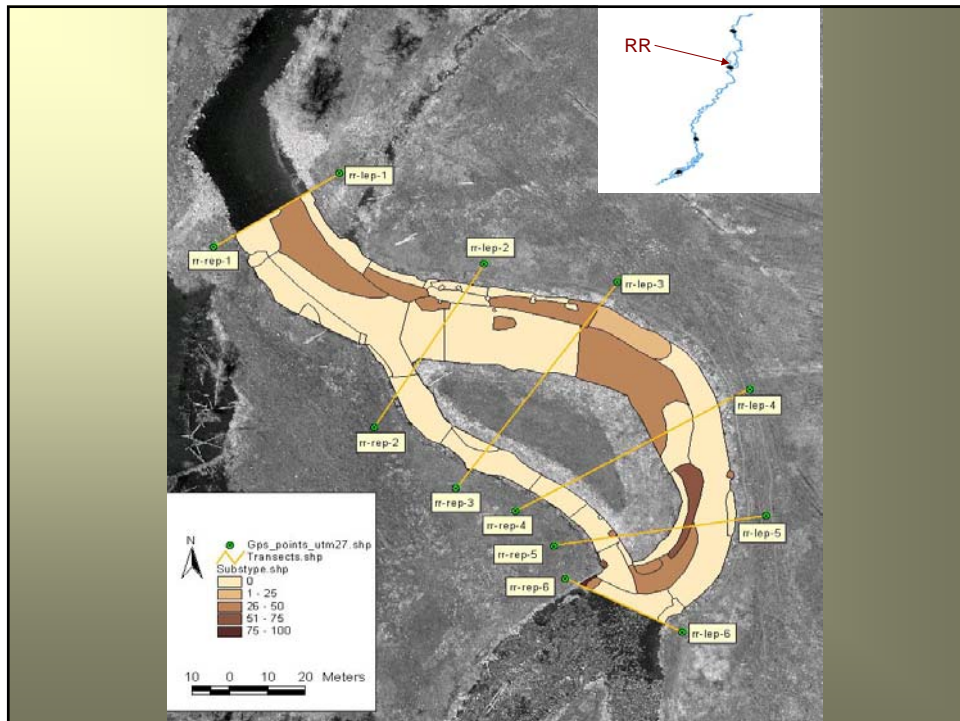 RR
rr-lep-1
rr-rep-1
rr-lep-2
rr-lep-3
rr-lep-4
rr-rep-2
rr-rep-3
rr-rep-4
rr-lep-5
rr-rep-5
rr-rep-6
rr-lep-6
N
Gps_points_utm27.shp
Transects.shp
Substype.shp
0
1 - 25
26 - 50
51 - 75
75 - 100
10 0 10 20 Meters